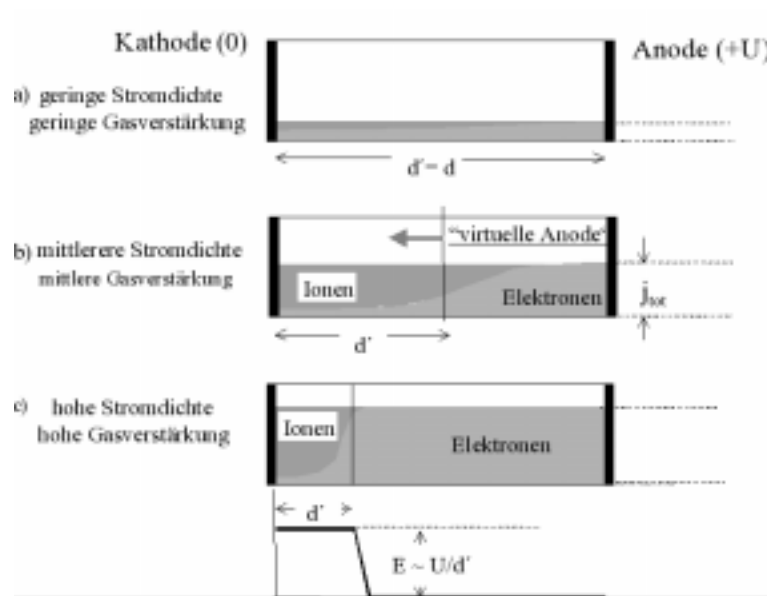 Kathode (0)
Anode (+U)
a) geringe Stromdichte
geringe Gasverstärkung
d´= d
b) mittlerere Stromdichte
mittlere Gasverstärkung
"virtuelle Anode"
Ionen
Elektronen
jtot
d´
c) hohe Stromdichte
hohe Gasverstärkung
Ionen
Elektronen
d´
E ~ U/d´